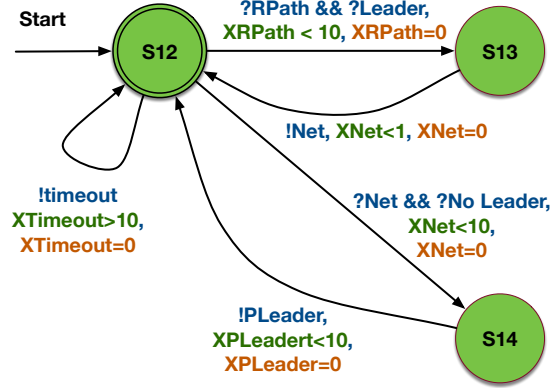 Start
S12
?RPath && ?Leader,
XRPath < 10, XRPath=0
S13
!Net, XNet<1, XNet=0
!timeout
XTimeout>10,
XTimeout=0
?Net && ?No Leader,
XNet<10,
XNet=0
!PLeader,
XPLeadert<10,
XPLeader=0
S14